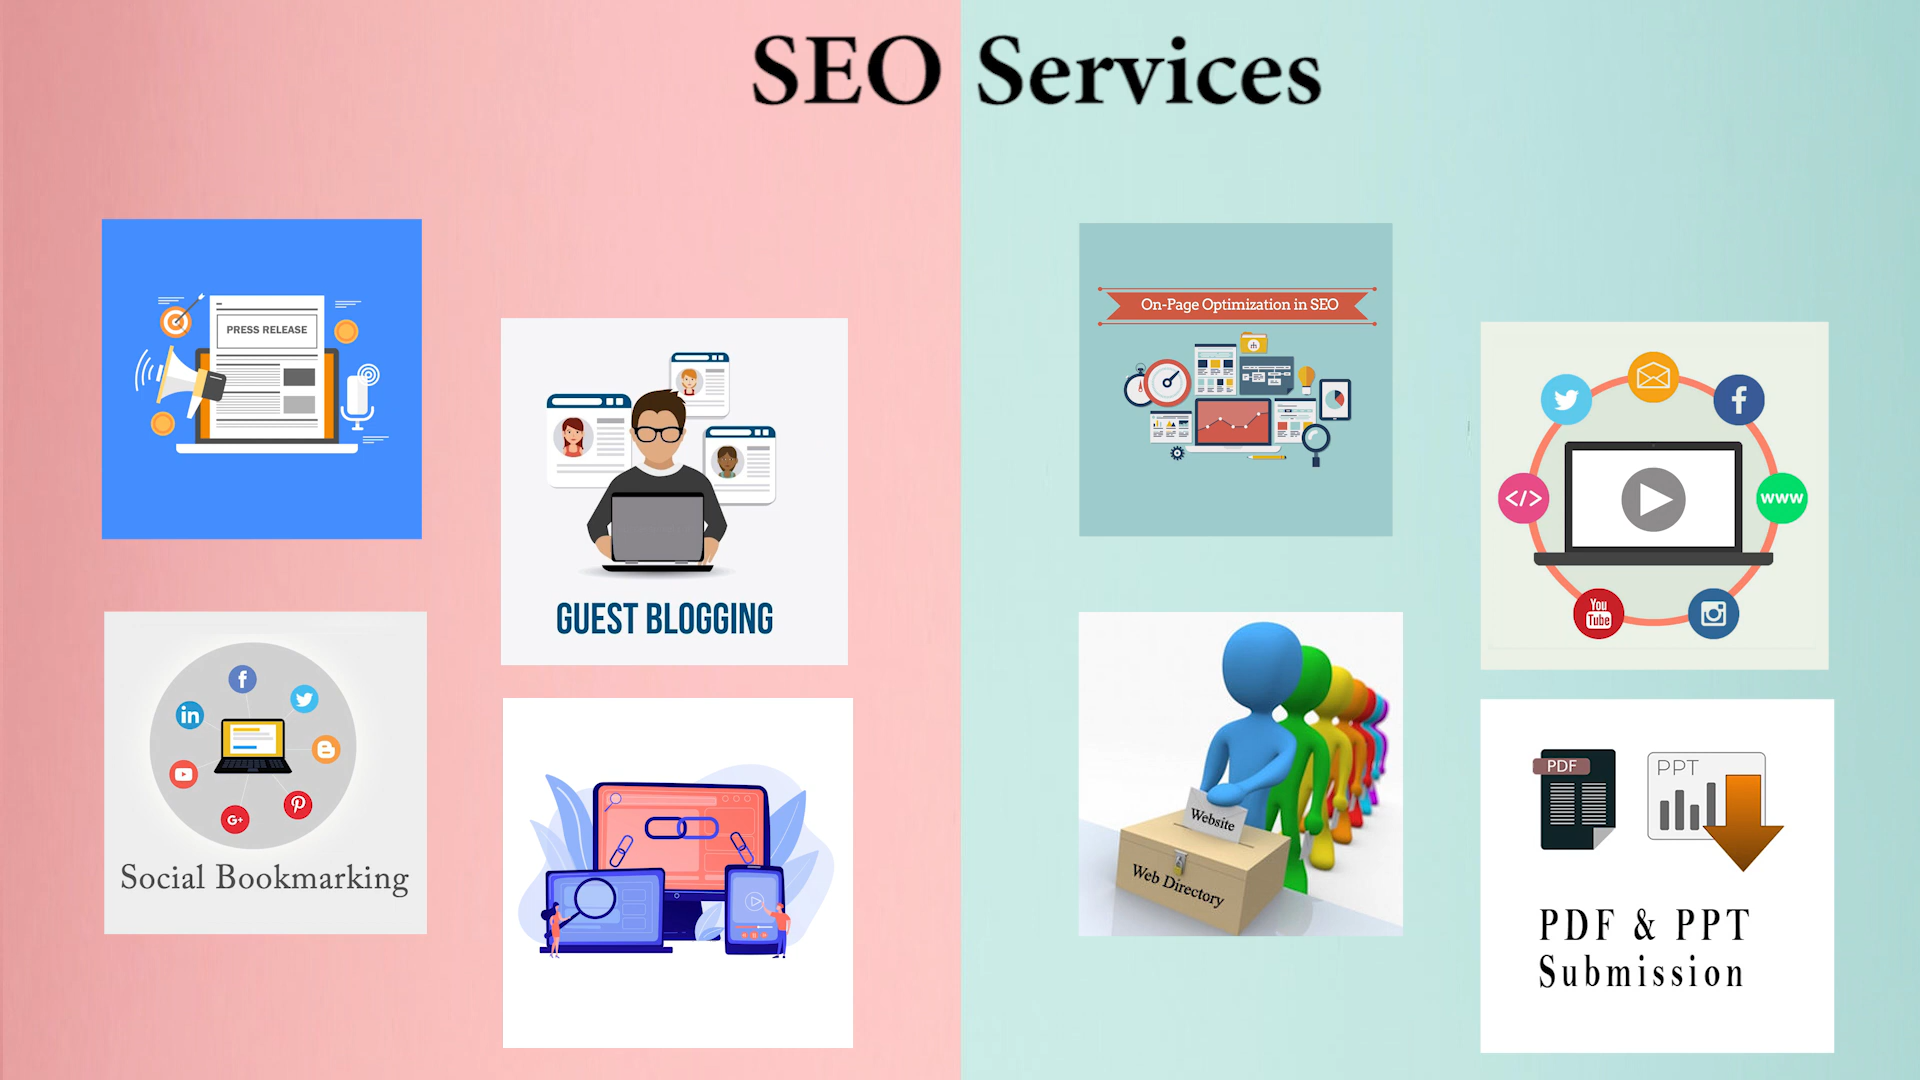 SEO Services
PRESS RELEASE
GUEST BLOGGING
Social Bookmarking
On-Page Optimization in SEO
WWW
You
Tube
Website
Web Directory
PDF
PPT
PDF & PPT
Submission